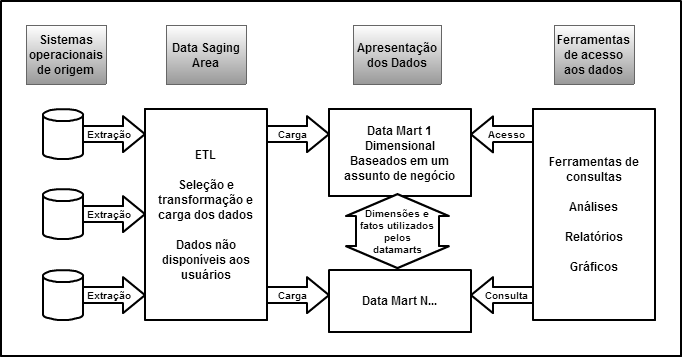 Sistemas
operacionais
de origem
Data Saging
Area
Apresentação
dos Dados
Ferramentas
de acesso
aos dados
Extração
Extração
Extração
ETL
Seleção e
transformação e
carga dos dados
Dados não
disponíveis aos
usuários
Carga
Carga
Data Mart 1
Dimensional
Baseados em um
assunto de negócio
Dimensões e
fatos utilizados
pelos
datamarts
Data Mart N...
Acesso
Consulta
Ferramentas de
consultas
Análises
Relatórios
Gráficos